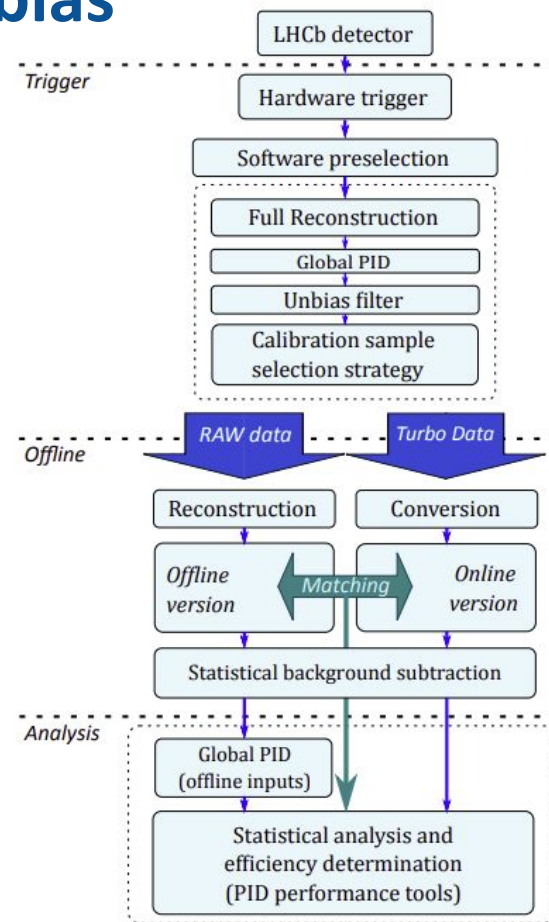 bias
LHCb detector
Trigger
Hardware trigger
Software preselection
Full Reconstruction
Global PID
Unbias filter
Calibration sample
selection strategy
RAW data
Turbo Data
Offline
Reconstruction
Conversion
Offline
version
Matching
Online
version
Statistical background subtraction
Analysis
Global PID
(offline inputs)
Statistical analysis and
efficiency determination
(PID performance tools)